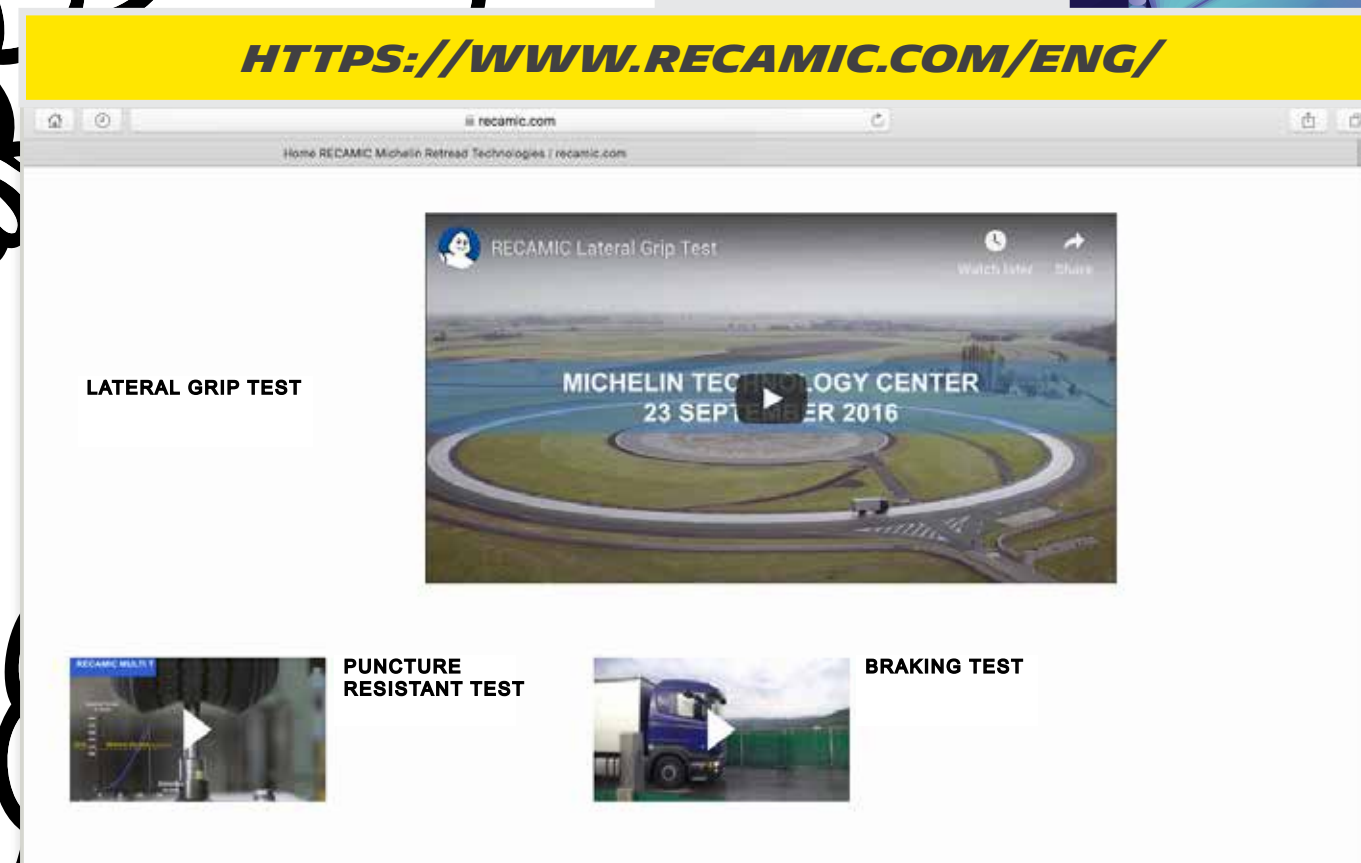 HTTPS://WWW.RECAMIC.COM/ENG/
recamic.com
Home RECAMIC Michelin Retread Technologies / recamic.com
RECAMIC Lateral Grip Test
Watch later
Share
LATERAL GRIP TEST
MICHELIN TEC OGY CENTER
23 SEPT ER 2016
RECAMIC MULTI T
PUNCTURE
RESISTANT TEST
BRAKING TEST